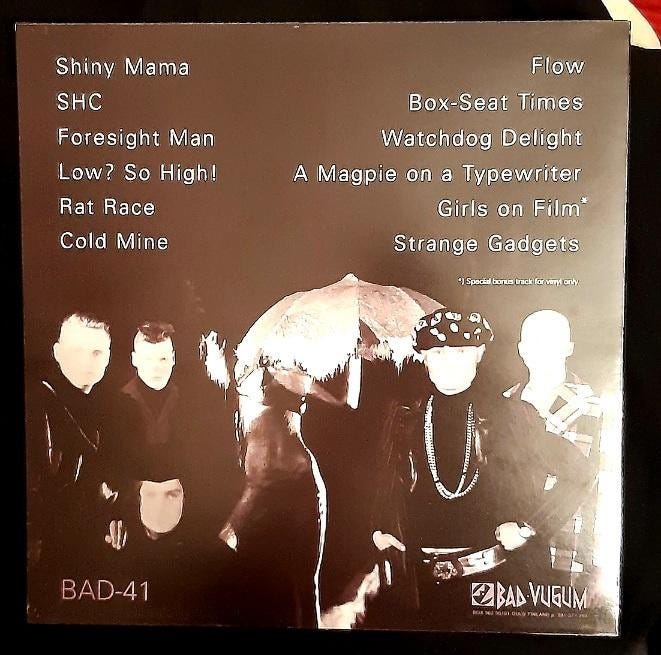 Shiny Mama
SHC
Foresight Man
Low? So High!
Rat Race
Cold Mine
Flow
Box-Seat Times
Watchdog Delight
A Magpie on a Typewriter
Girls on Film*
Strange Gadgets
*) Special bonus track for vinyl only.
BAD-41
BAD·VUGUM
FINLAND